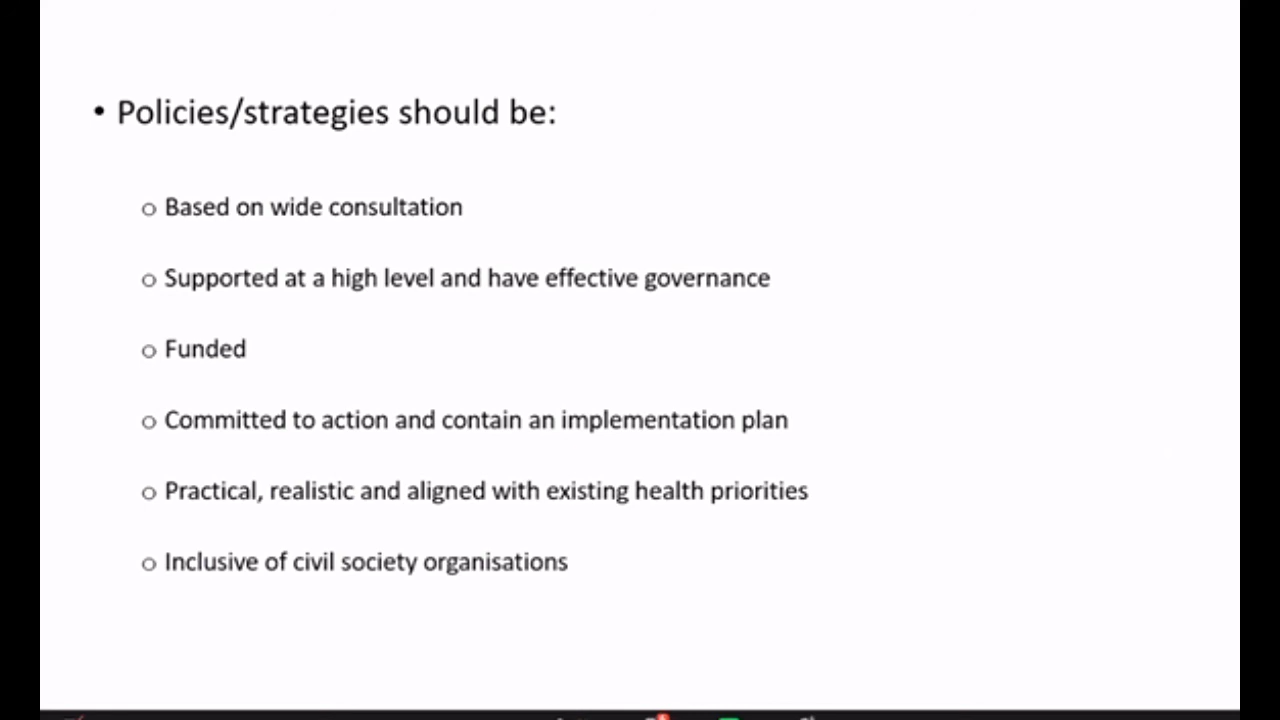 • Policies/strategies should be:
o Based on wide consultation
o Supported at a high level and have effective governance
o Funded
o Committed to action and contain an implementation plan
o Practical, realistic and aligned with existing health priorities
o Inclusive of civil society organisations